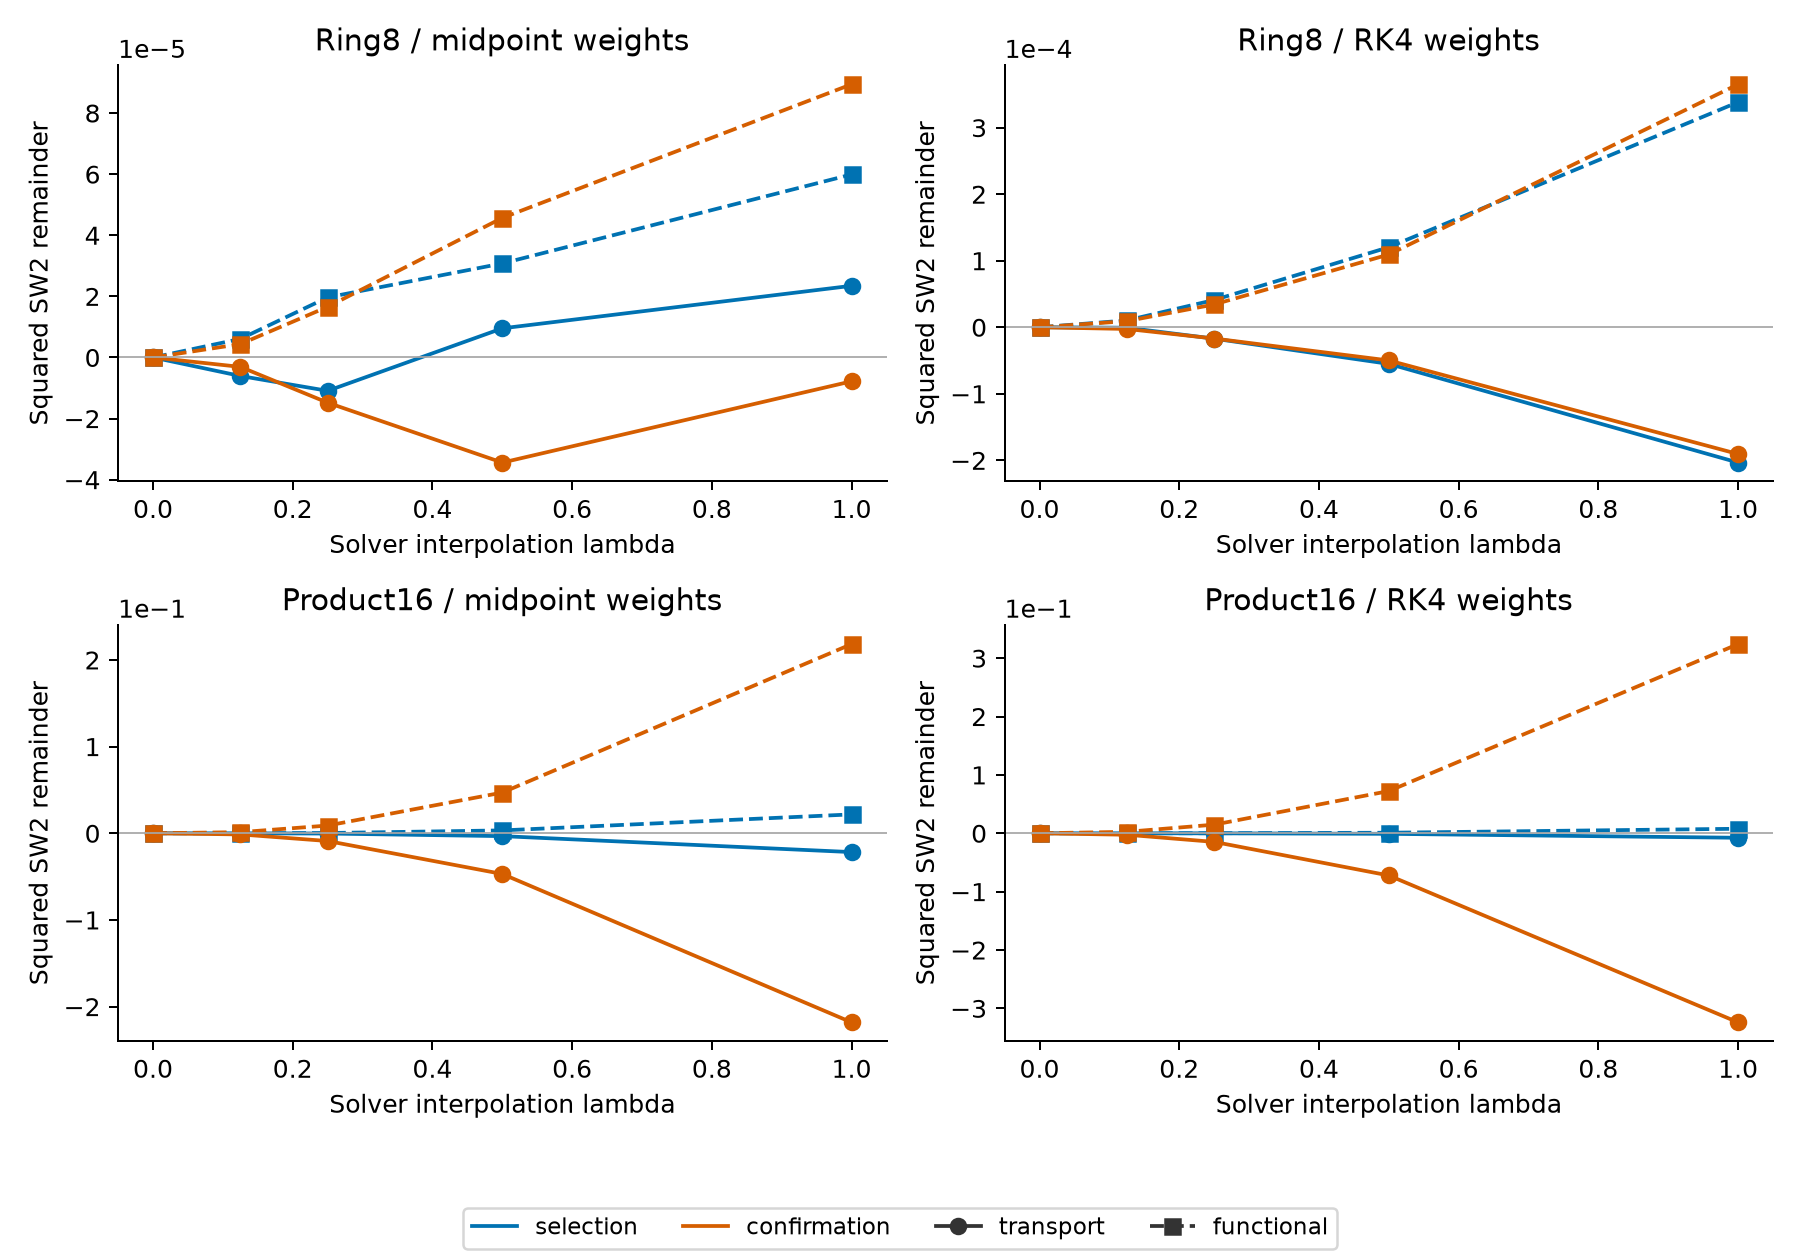 Ring8 / midpoint weights
1e−5
Squared SW2 remainder
8
6
4
2
0
−2
−4
0.0 0.2 0.4 0.6 0.8 1.0
Solver interpolation lambda
Ring8 / RK4 weights
1e−4
Squared SW2 remainder
3
2
1
0
−1
−2
0.0 0.2 0.4 0.6 0.8 1.0
Solver interpolation lambda
Product16 / midpoint weights
1e−1
Squared SW2 remainder
2
1
0
−1
−2
0.0 0.2 0.4 0.6 0.8 1.0
Solver interpolation lambda
Product16 / RK4 weights
1e−1
Squared SW2 remainder
3
2
1
0
−1
−2
−3
0.0 0.2 0.4 0.6 0.8 1.0
Solver interpolation lambda
selection confirmation transport functional